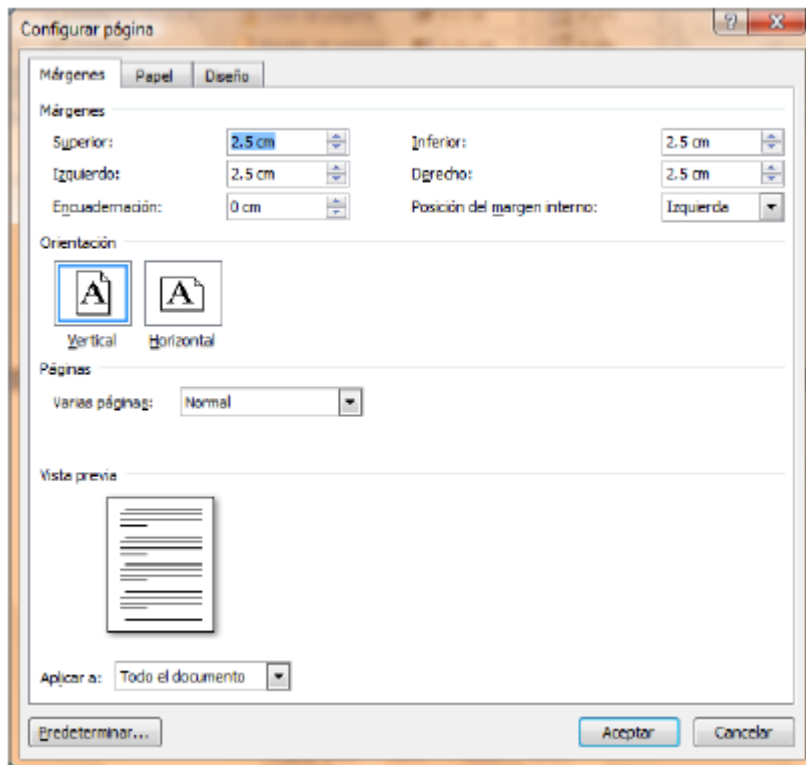 Configurar página
Márgenes Papel Diseño
Márgenes
Superior: 2.5 cm Inferior: 2.5 cm
Izquierdo: 2.5 cm Derecho: 2.5 cm
Encuadernación: 0 cm Posición del margen interno: Izquierda
Orientación
A A
Vertical Horizontal
Páginas
Varias páginas: Normal
Vista previa
Aplicar a: Todo el documento
Predeterminar... Aceptar Cancelar